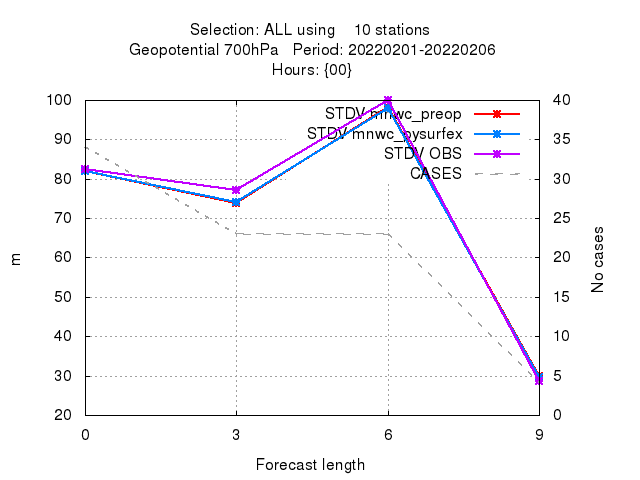 Selection: ALL using 10 stations
Geopotential 700hPa Period: 20220201-20220206
Hours: {00}
STDV mnwc_preop
STDV mnwc_pysurfex
STDV OBS
CASES
100
90
80
70
60
50
40
30
20
40
35
30
25
20
15
10
5
0
m
No cases
0 3 6 9
Forecast length